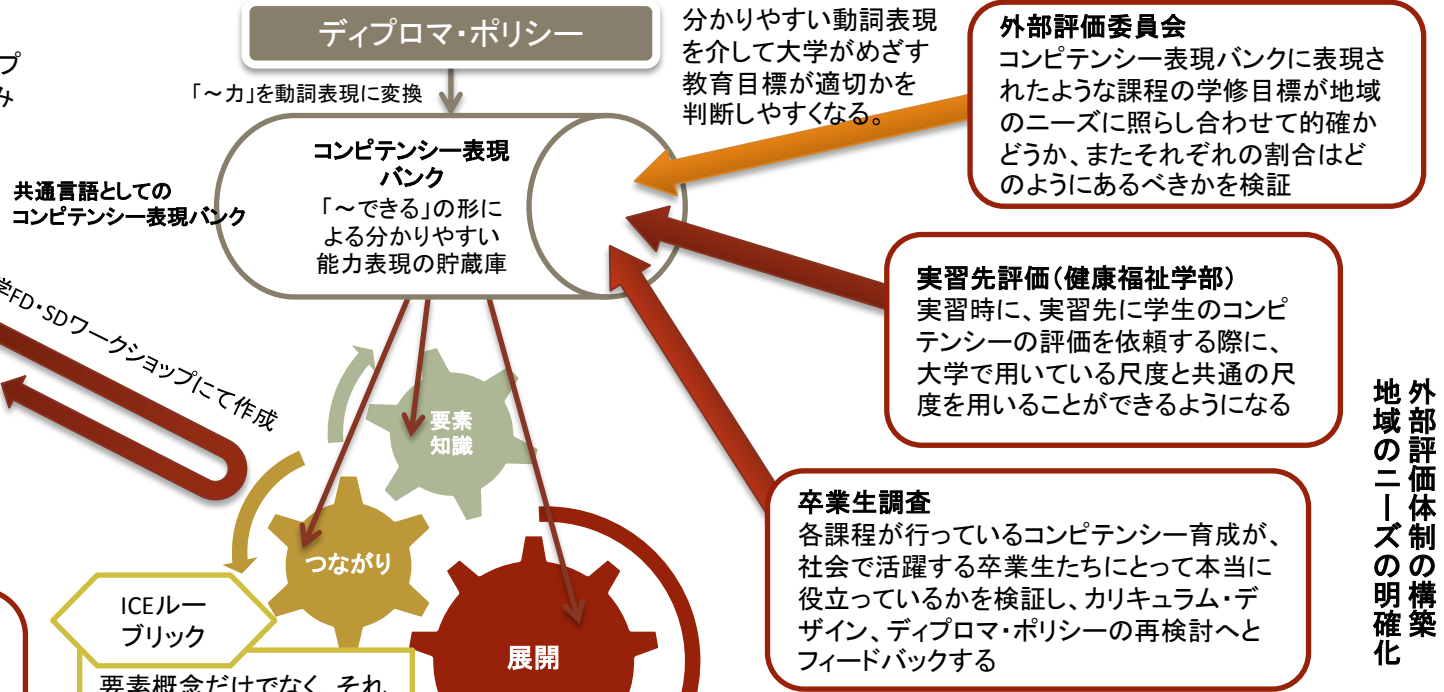 プ
み
ディプロマ・ポリシー
「～力」を動詞表現に変換
分かりやすい動詞表現
を介して大学がめざす
教育目標が適切かを
判断しやすくなる。
外部評価委員会
コンピテンシー表現バンクに表現さ
れたような課程の学修目標が地域
のニーズに照らし合わせて的確か
どうか、またそれぞれの割合はど
のようにあるべきかを検証
共通言語としての
コンピテンシー表現バンク
コンピテンシー表現
バンク
「～できる」の形に
よる分かりやすい
能力表現の貯蔵庫
実習先評価（健康福祉学部）
実習時に、実習先に学生のコンピ
テンシーの評価を依頼する際に、
大学で用いている尺度と共通の尺
度を用いることができるようになる
学FD・SDワークショップにて作成
要素
知識
つながり
展開
卒業生調査
各課程が行っているコンピテンシー育成が、
社会で活躍する卒業生たちにとって本当に
役立っているかを検証し、カリキュラム・デ
ザイン、ディプロマ・ポリシーの再検討へと
フィードバックする
外部評価体制の構築
地域のニーズの明確化
ICEルー
ブリック
要素概念だけでなく、それ